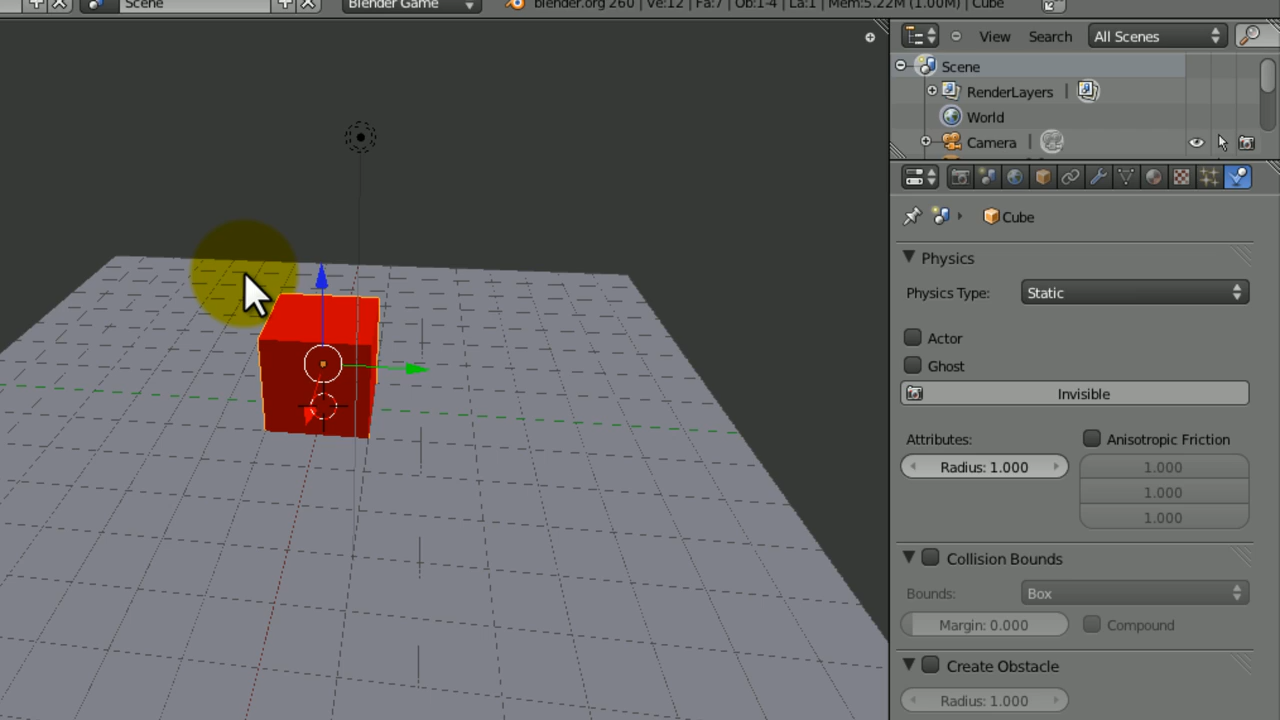 Scene
Blender Game
blender.org 260 | Ve:12 | Fa:7 | Ob:1-4 | La:1 | Mem:5.22M (1.00M) | Cube
View
Search
All Scenes
Scene
RenderLayers |
World
Camera |
Cube
Physics
Physics Type:
Static
Actor
Ghost
Invisible
Attributes:
Anisotropic Friction
Radius: 1.000
1.000
1.000
1.000
Collision Bounds
Bounds:
Box
Margin: 0.000
Compound
Create Obstacle
Radius: 1.000